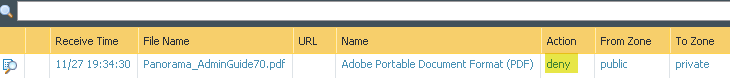 Receive Time File Name URL Name Action From Zone To Zone
11/27 19:34:30 Panorama_AdminGuide70.pdf Adobe Portable Document Format (PDF) deny public private